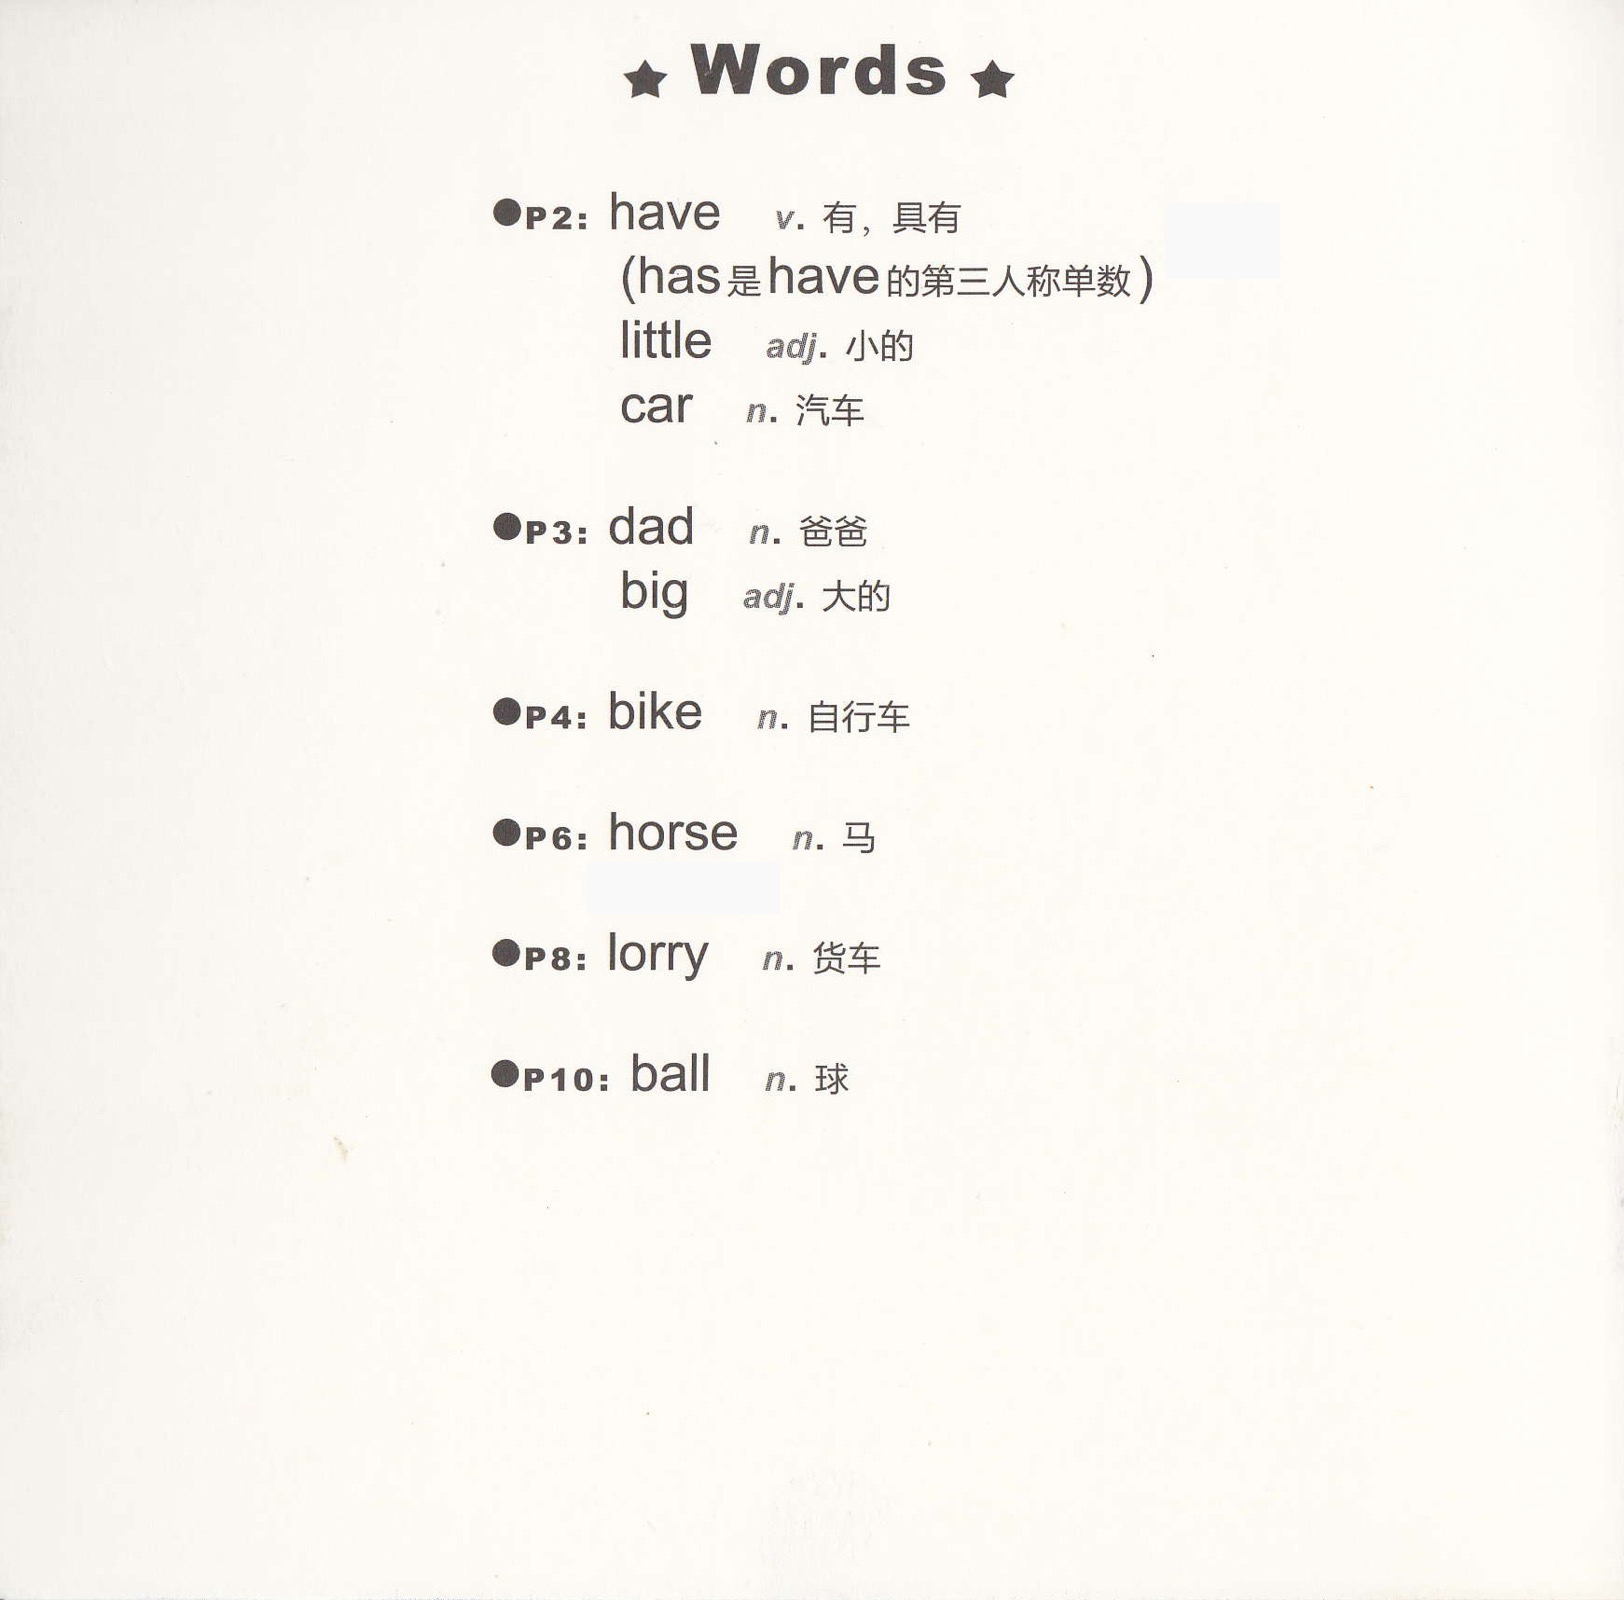 ★ Words ★
●P2: have v. 有，具有
(has是have的第三人称单数)
little adj. 小的
car n. 汽车
●P3: dad n. 爸爸
big adj. 大的
●P4: bike n. 自行车
●P6: horse n. 马
●P8: lorry n. 货车
●P10: ball n. 球